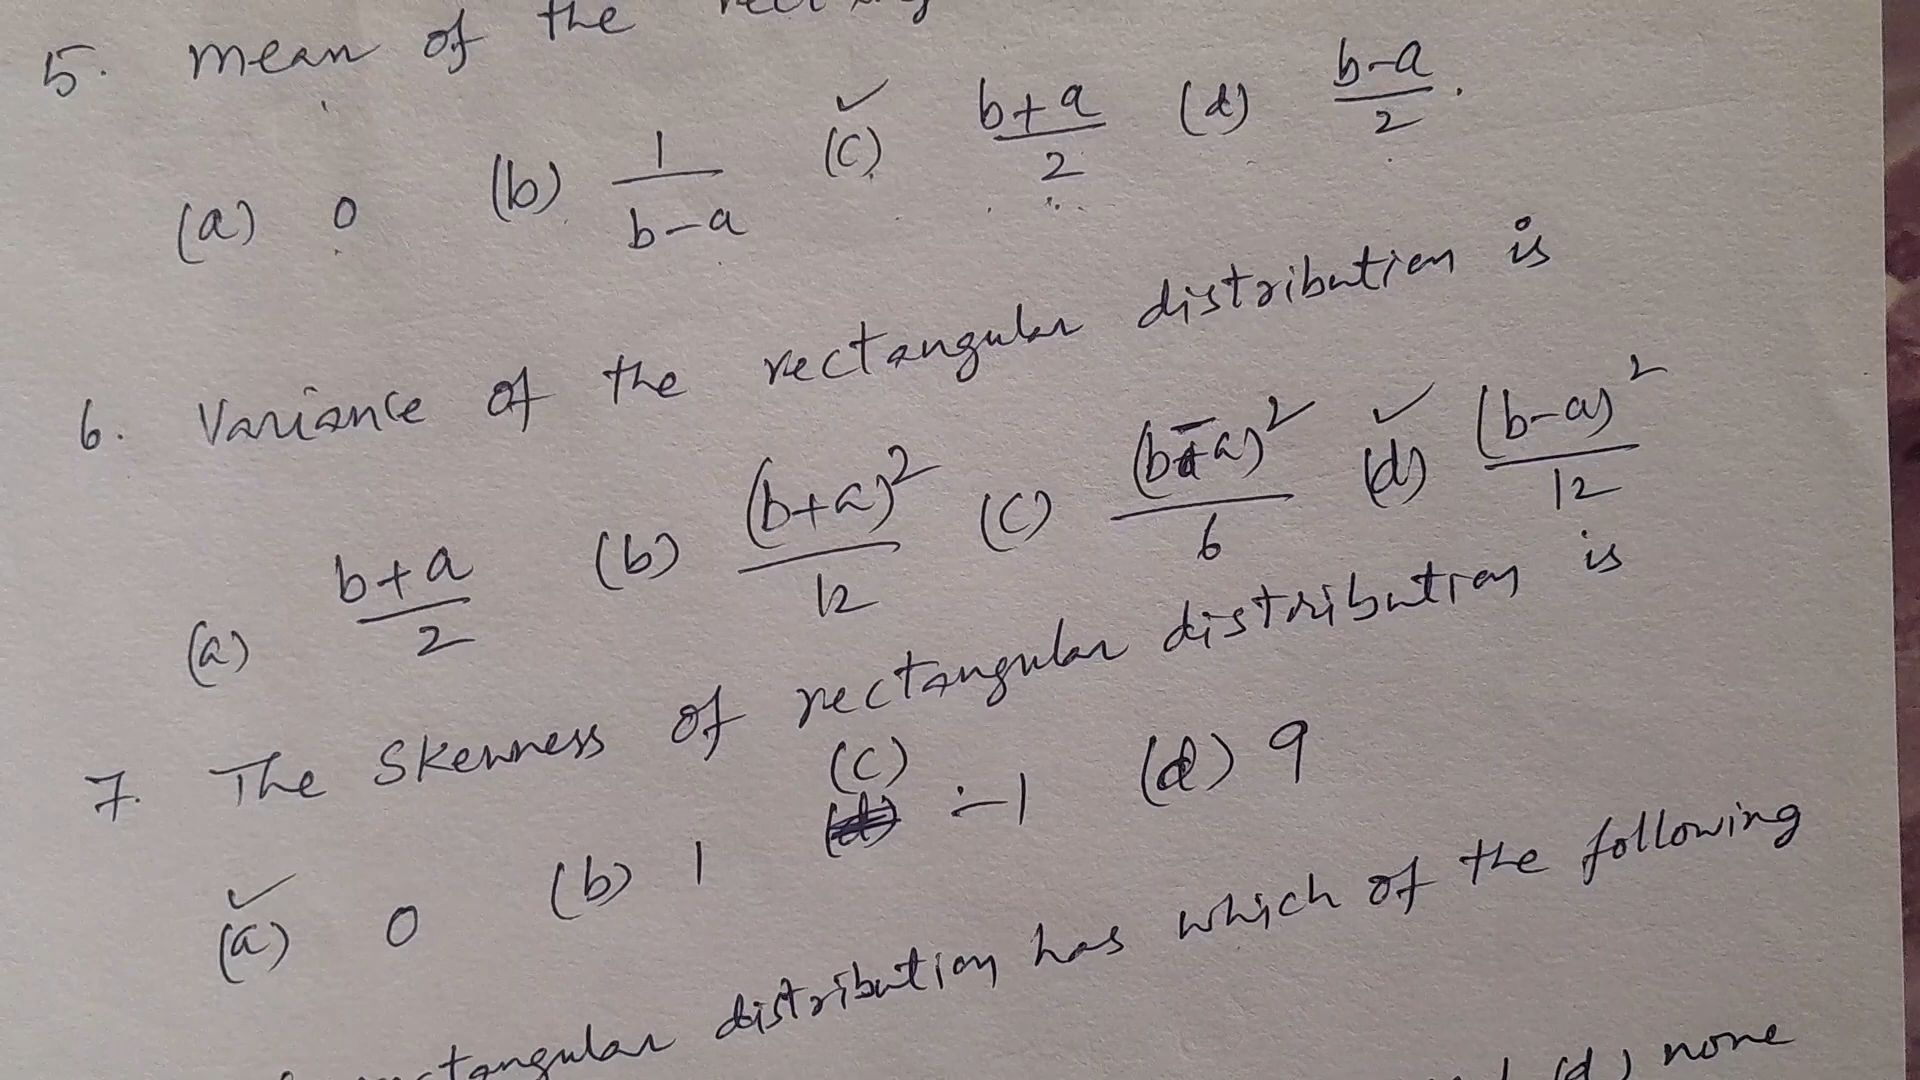 5. Mean of the
(a) 0 (b) 1/(b-a) (c) (b+a)/2 (d) (b-a)/2.
6. Variance of the rectangular distribution is
(a) (b+a)/2 (b) (b+a)²/12 (c) (b-a)²/6 (d) (b-a)²/12
7. The Skewness of rectangular distribution is
(a) 0 (b) 1 (c) -1 (d) 9
distribution has which of the following
(d) none